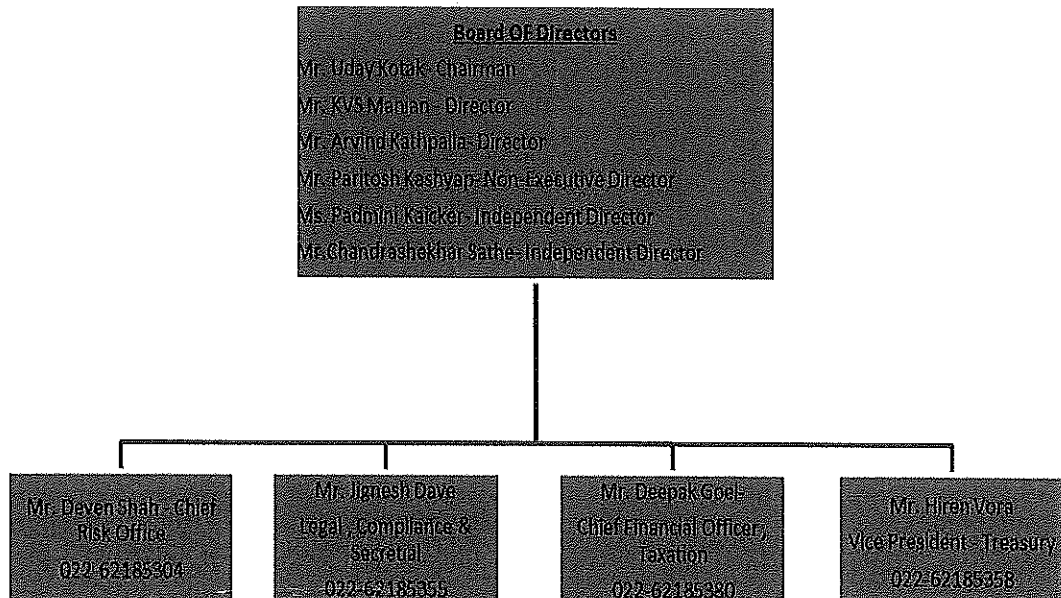 Board Of Directors
Mr. Uday Kotak- Chairman
Mr. KVS Manian - Director
Mr. Arvind Kathpalia- Director
Mr. Paritosh Kashyap- Non-Executive Director
Ms. Padmini Kaicker- Independent Director
Mr.Chandrashekhar Sathe- Independent Director
Mr. Deven Shah - Chief
Risk Office
022-62185304
Mr. Jignesh Dave
Legal , Compliance &
Secretial
022-62185355
Mr. Deepak Goel-
Chief Financial Officer,
Taxation
022-62185380
Mr. Hiren Vora
Vice President - Treasury
022-62185358